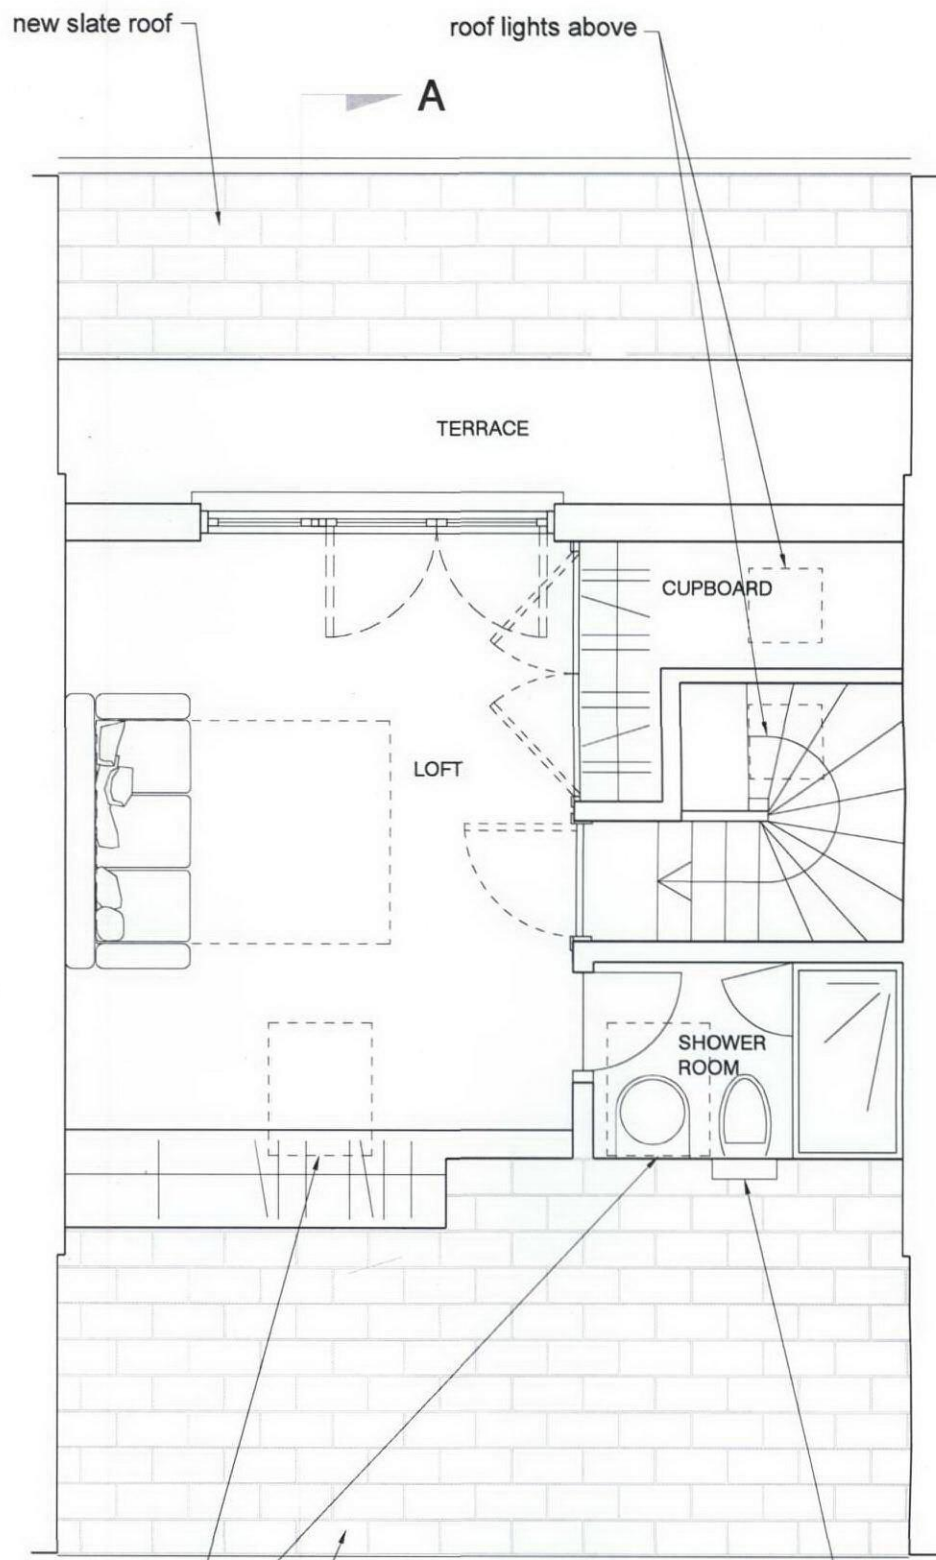 new slate roof
roof lights above
A
TERRACE
CUPBOARD
LOFT
SHOWER
ROOM